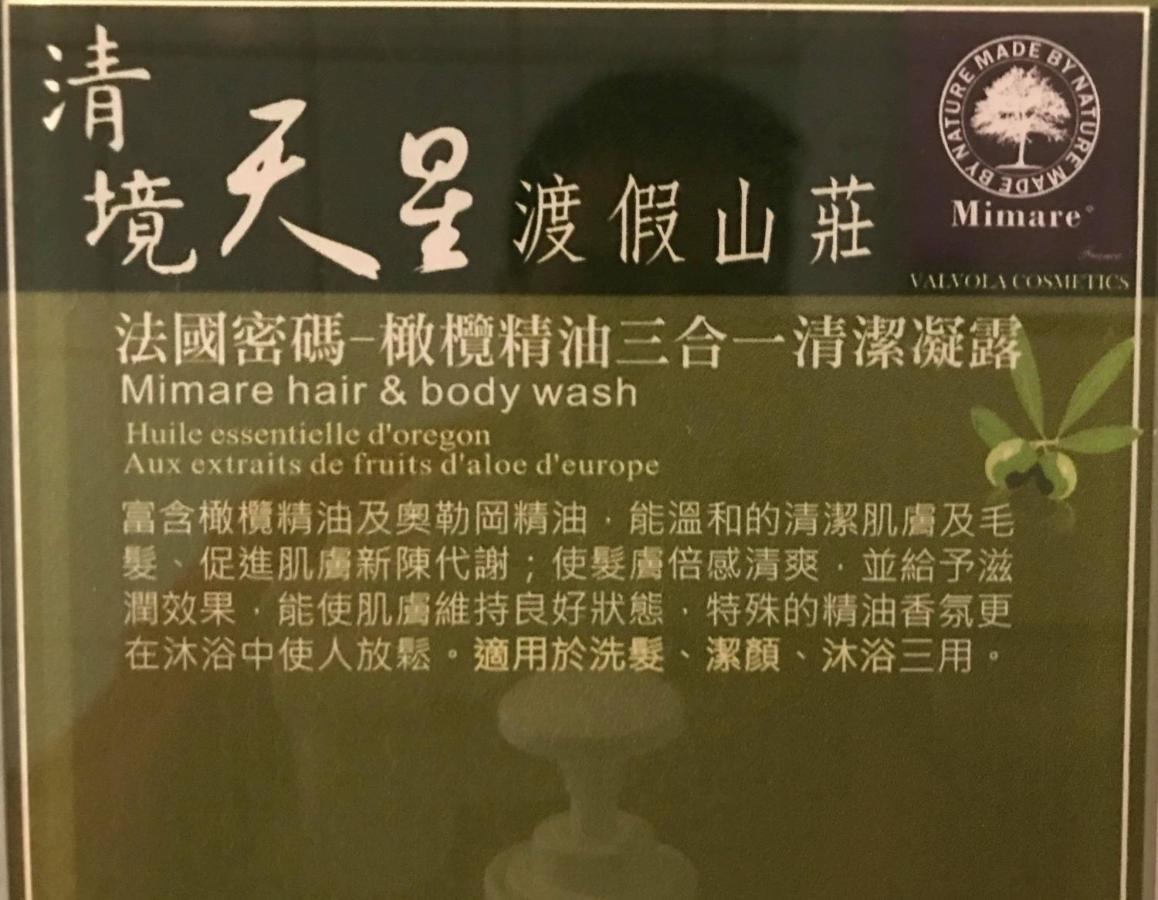 清境天星渡假山莊
MADE BY NATURE MADE BY NATURE
Mimare
France
VALVOLA COSMETICS
法國密碼-橄欖精油三合一清潔凝露
Mimare hair & body wash
Huile essentielle d'oregon
Aux extraits de fruits d'aloe d'europe
富含橄欖精油及奧勒岡精油，能溫和的清潔肌膚及毛
髮、促進肌膚新陳代謝；使髮膚倍感清爽，並給予滋
潤效果，能使肌膚維持良好狀態，特殊的精油香氛更
在沐浴中使人放鬆。適用於洗髮、潔顏、沐浴三用。